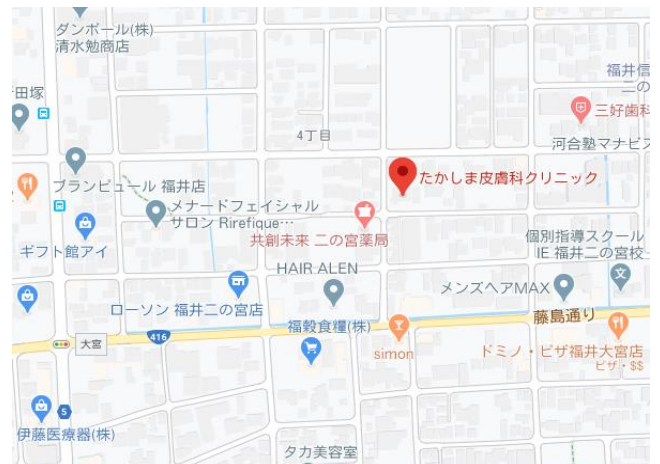 ダンボール(株)
清水勉商店
田塚
福井信
二の
三好歯科
4丁目
河合塾マナビス
ブランピュール 福井店
たかしま皮膚科クリニック
メナードフェイシャル
サロン Rirefique…
共創未来 二の宮薬局
ギフト館アイ
個別指導スクール
IE 福井二の宮校
HAIR ALEN
メンズヘアMAX
ローソン 福井二の宮店
藤島通り
福穀食糧(株)
416
大宮
simon
ドミノ・ピザ福井大宮店
ピザ・$$
5
伊藤医療器(株)
タカ美容室